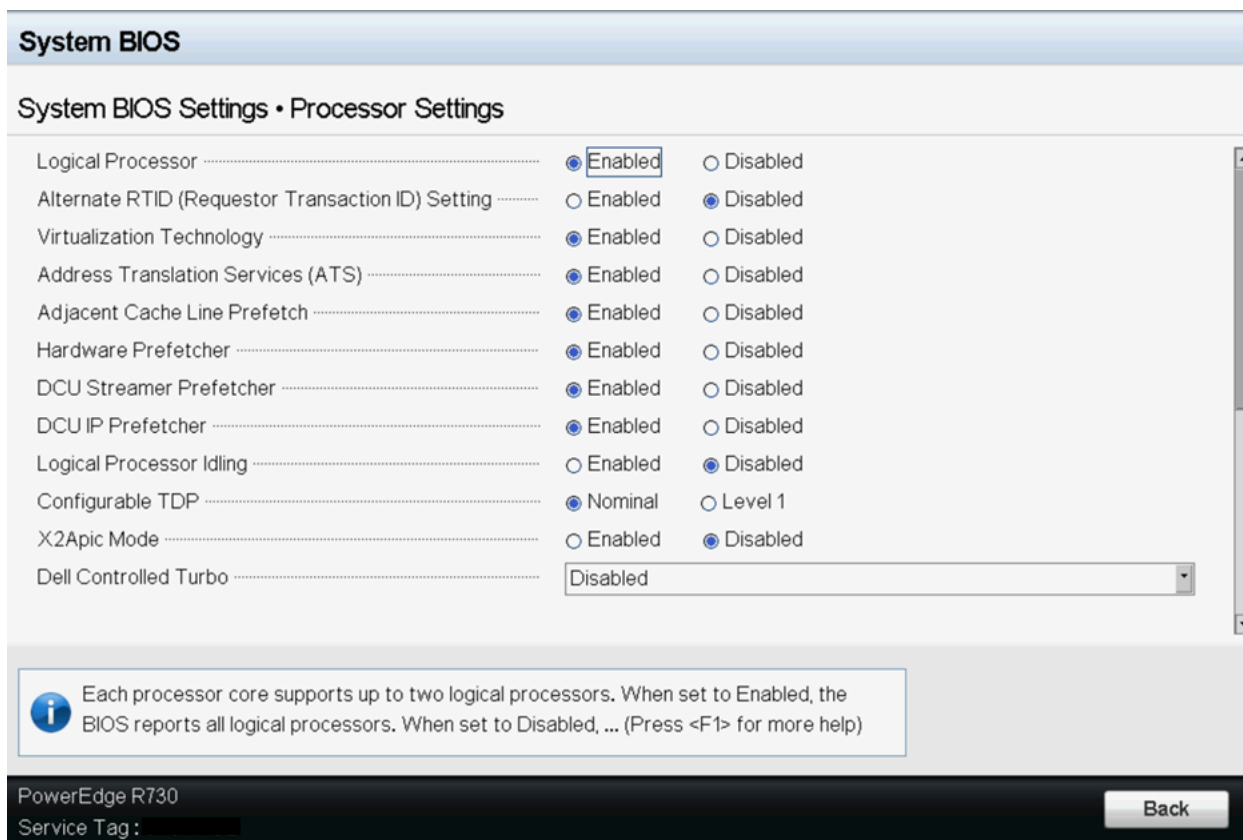 System BIOS
System BIOS Settings • Processor Settings
Logical Processor Enabled Disabled
Alternate RTID (Requestor Transaction ID) Setting Enabled Disabled
Virtualization Technology Enabled Disabled
Address Translation Services (ATS) Enabled Disabled
Adjacent Cache Line Prefetch Enabled Disabled
Hardware Prefetcher Enabled Disabled
DCU Streamer Prefetcher Enabled Disabled
DCU IP Prefetcher Enabled Disabled
Logical Processor Idling Enabled Disabled
Configurable TDP Nominal Level 1
X2Apic Mode Enabled Disabled
Dell Controlled Turbo Disabled
Each processor core supports up to two logical processors. When set to Enabled, the
BIOS reports all logical processors. When set to Disabled, ... (Press <F1> for more help)
PowerEdge R730
Service Tag :
Back